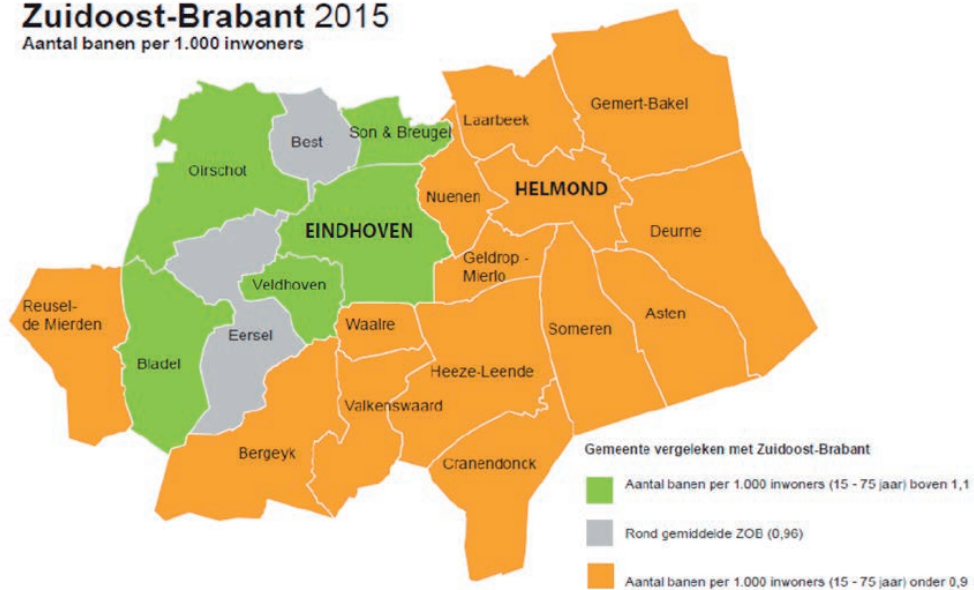 Zuidoost-Brabant 2015
Aantal banen per 1.000 inwoners
Gemert-Bakel
Laarbeek
Son & Breugel
Best
Oirschot
HELMOND
Nuenen
EINDHOVEN
Deurne
Geldrop -
Mierlo
Veldhoven
Reusel-
de Mierden
Asten
Waalre
Someren
Eersel
Bladel
Heeze-Leende
Valkenswaard
Bergeyk
Cranendonck
Gemeente vergeleken met Zuidoost-Brabant
Aantal banen per 1.000 inwoners (15 - 75 jaar) boven 1,1
Rond gemiddelde ZOB (0,96)
Aantal banen per 1.000 inwoners (15 - 75 jaar) onder 0,9